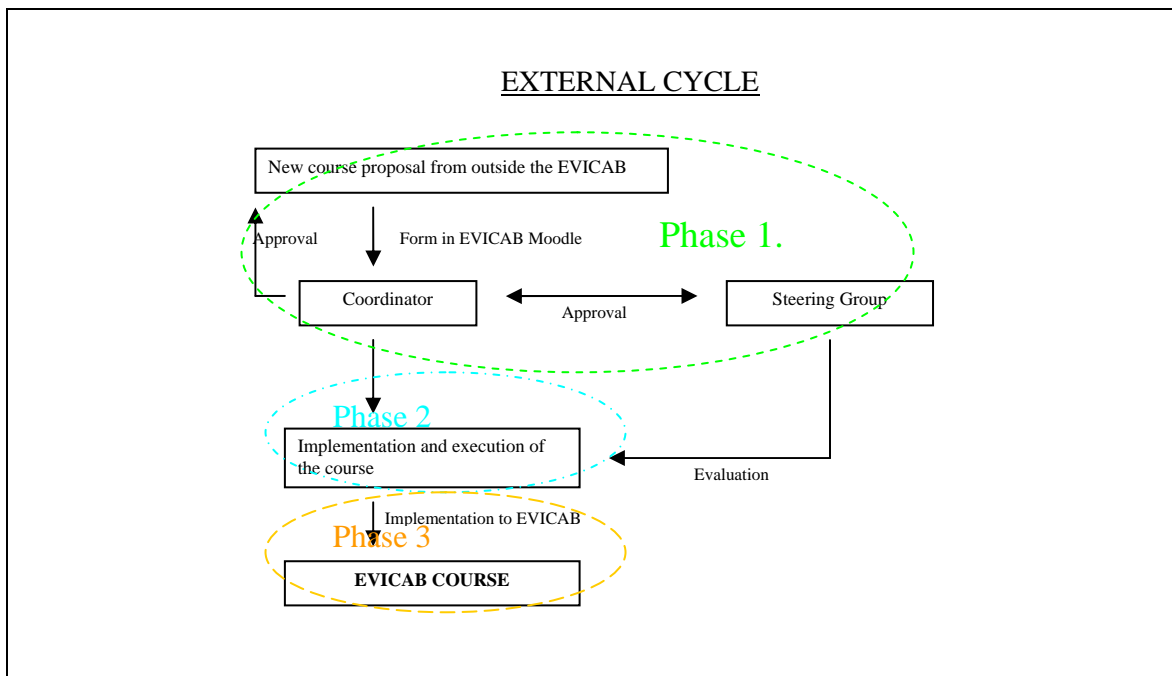 EXTERNAL CYCLE
New course proposal from outside the EVICAB
Approval
Form in EVICAB Moodle
Phase 1.
Coordinator
Approval
Steering Group
Phase 2
Implementation and execution of
the course
Evaluation
Implementation to EVICAB
Phase 3
EVICAB COURSE